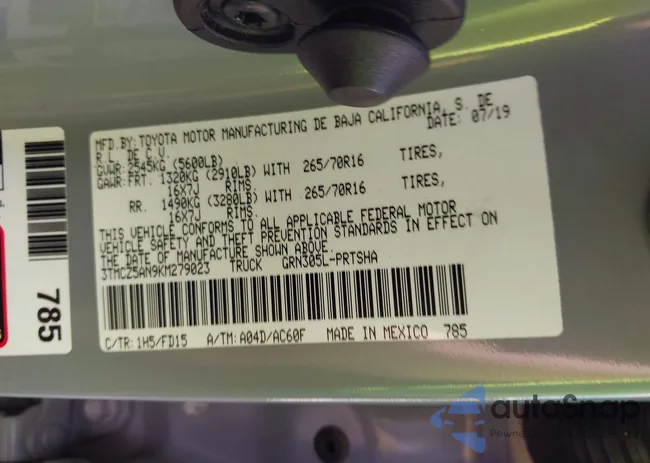 MFD.BY: TOYOTA MOTOR MANUFACTURING DE BAJA CALIFORNIA, S. DE
R.L. DE C.V. DATE: 07/19
GVWR: 2545KG (5600LB)
GAWR: FRT. 1320KG (2910LB) WITH 265/70R16 TIRES,
16X7J RIMS.
RR. 1490KG (3280LB) WITH 265/70R16 TIRES,
16X7J RIMS.
THIS VEHICLE CONFORMS TO ALL APPLICABLE FEDERAL MOTOR
VEHICLE SAFETY AND THEFT PREVENTION STANDARDS IN EFFECT ON
THE DATE OF MANUFACTURE SHOWN ABOVE.
3TMCZ5AN9KM279023 TRUCK GRN305L-PRTSHA
C/TR: 1H5/FD15 A/TM: A04D/AC60F MADE IN MEXICO 785
785
autoSnap